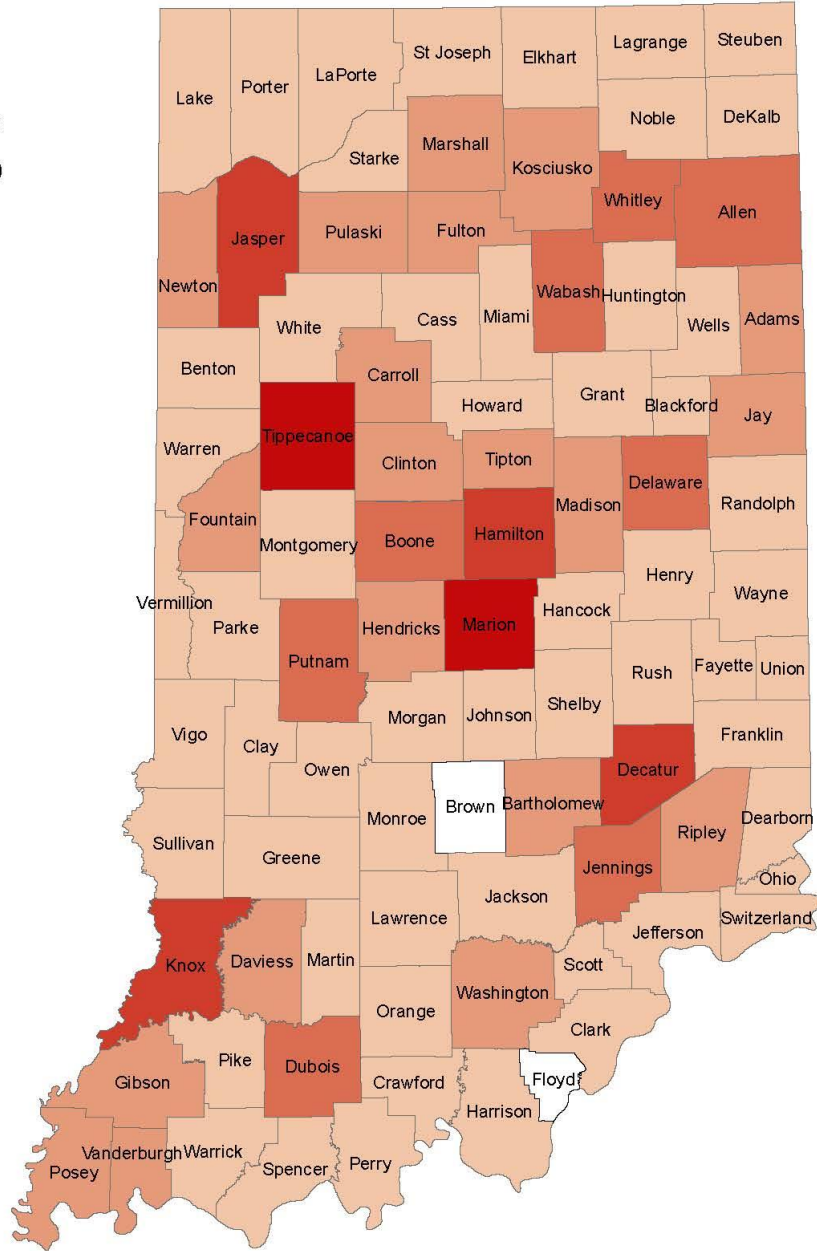 Steuben
Lagrange
St Joseph
Elkhart
LaPorte
Porter
Lake
DeKalb
Noble
Marshall
Starke
Kosciusko
Whitley
Allen
Fulton
Pulaski
Jasper
Newton
Wabash
Huntington
Miami
Adams
Cass
White
Wells
Benton
Carroll
Grant
Howard
Blackford
Jay
Tippecanoe
Warren
Clinton
Tipton
Delaware
Randolph
Madison
Fountain
Hamilton
Boone
Montgomery
Henry
Wayne
Vermillion
Hancock
Marion
Hendricks
Parke
Putnam
Fayette
Union
Rush
Shelby
Johnson
Morgan
Vigo
Franklin
Clay
Owen
Decatur
Bartholomew
Brown
Monroe
Dearborn
Ripley
Sullivan
Greene
Jennings
Ohio
Jackson
Lawrence
Switzerland
Jefferson
Knox
Daviess
Martin
Scott
Washington
Orange
Clark
Pike
Dubois
Gibson
Crawford
Floyd
Harrison
Vanderburgh
Warrick
Posey
Spencer
Perry